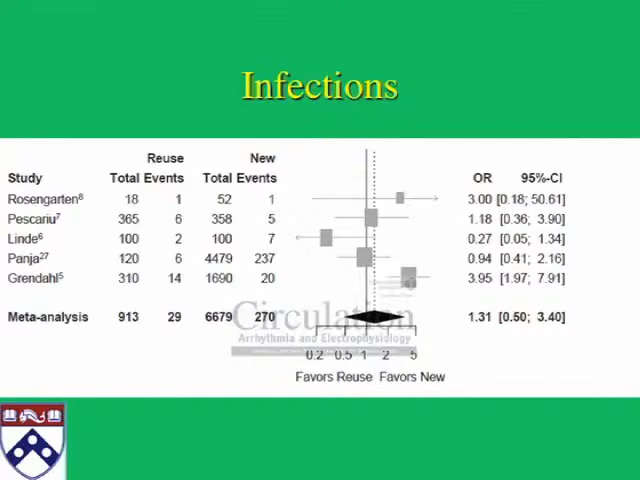 Infections
Reuse New
Study Total Events Total Events OR 95%-CI
Rosengarten8 18 1 52 1 3.00 [0.18; 50.61]
Pescariu7 365 6 358 5 1.18 [0.36; 3.90]
Linde6 100 2 100 7 0.27 [0.05; 1.34]
Panja27 120 6 4479 237 0.94 [0.41; 2.16]
Grendahl5 310 14 1690 20 3.95 [1.97; 7.91]
Meta-analysis 913 29 6679 270 1.31 [0.50; 3.40]
Circulation
Arrhythmia and Electrophysiology
0.2 0.5 1 2 5
Favors Reuse Favors New